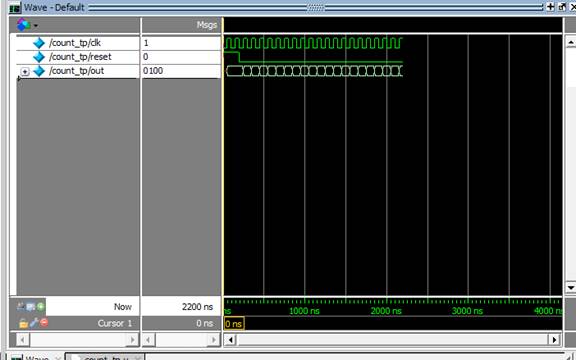 Wave - Default
Msgs
/count_tp/clk 1
/count_tp/reset 0
/count_tp/out 0100
Now 2200 ns ns 1000 ns 2000 ns 3000 ns 4000 ns
Cursor 1 0 ns 0 ns
Wave count_tp.v